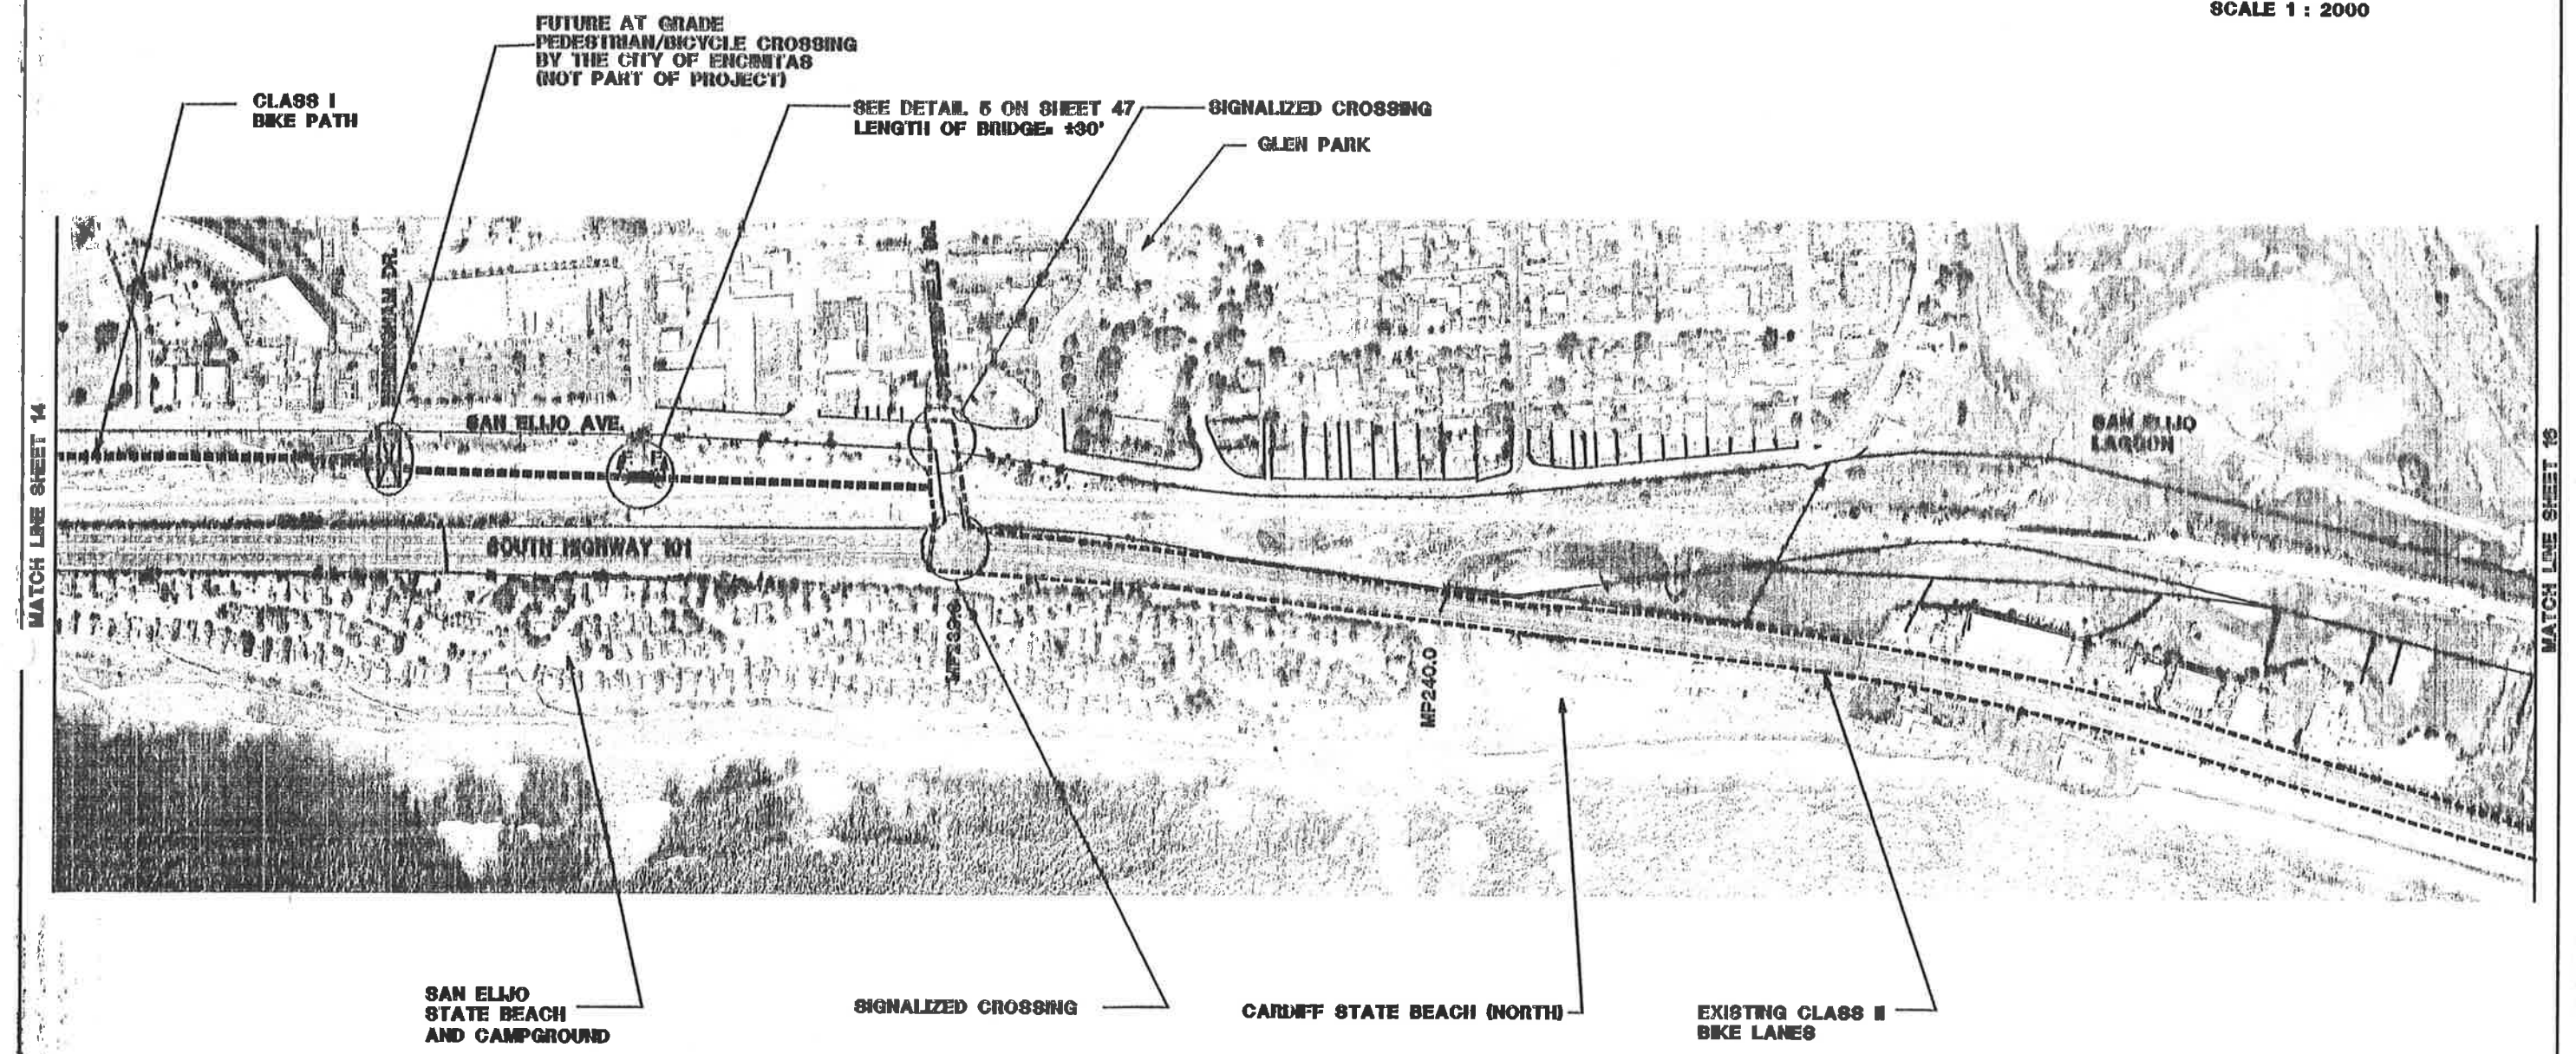 SCALE 1 : 2000
FUTURE AT GRADE
PEDESTRIAN/BICYCLE CROSSING
BY THE CITY OF ENCINITAS
(NOT PART OF PROJECT)
CLASS I
BIKE PATH
SEE DETAIL 5 ON SHEET 47
LENGTH OF BRIDGE= ±30'
SIGNALIZED CROSSING
GLEN PARK
BIRMINGHAM DR.
DR.
SAN ELIJO AVE.
SAN ELIJO
LAGOON
SOUTH HIGHWAY 101
MATCH LINE SHEET 14
MATCH LINE SHEET 16
MP240.0
SAN ELIJO
STATE BEACH
AND CAMPGROUND
SIGNALIZED CROSSING
CARDIFF STATE BEACH (NORTH)
EXISTING CLASS II
BIKE LANES